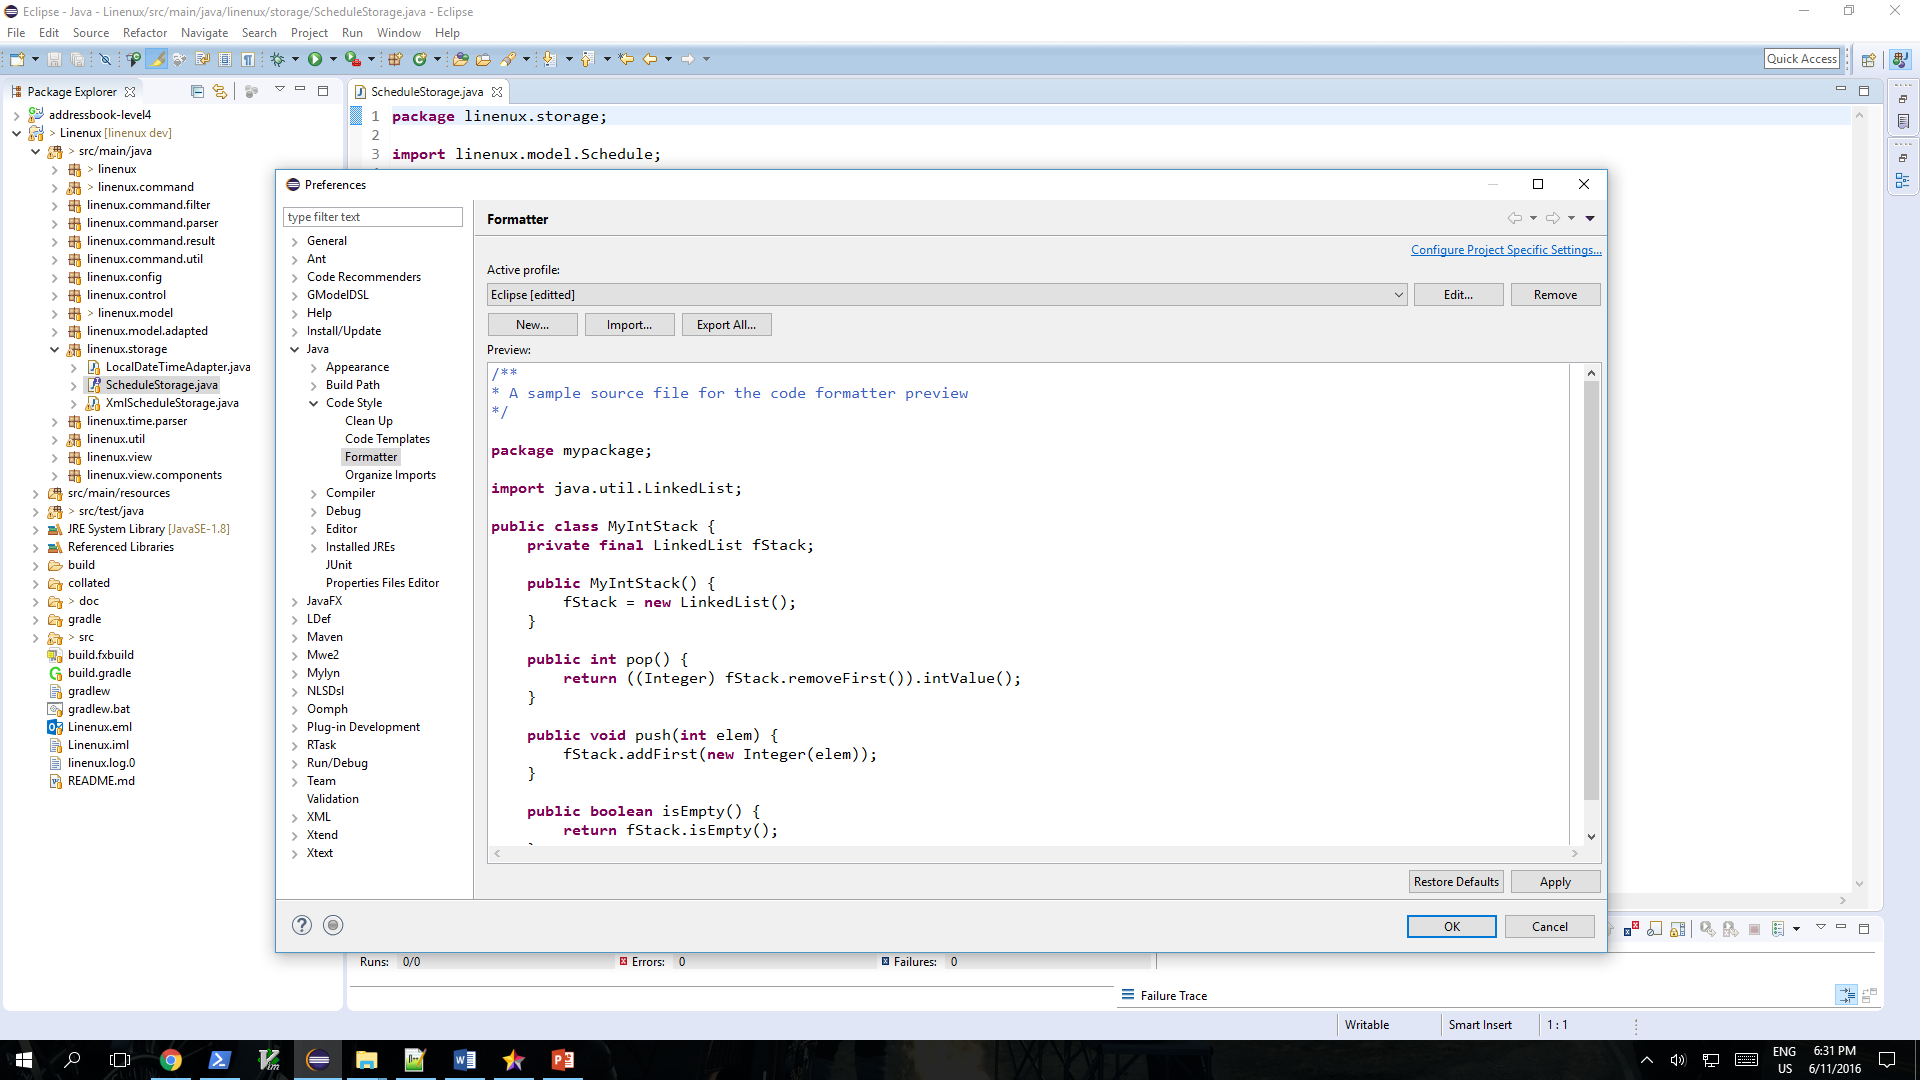 Eclipse - Java - Linenux/src/main/java/linenux/storage/ScheduleStorage.java - Eclipse
File Edit Source Refactor Navigate Search Project Run Window Help
Quick Access
Package Explorer
addressbook-level4
> Linenux [linenux dev]
> src/main/java
> linenux
> linenux.command
linenux.command.filter
linenux.command.parser
linenux.command.result
linenux.command.util
linenux.config
linenux.control
> linenux.model
linenux.model.adapted
linenux.storage
LocalDateTimeAdapter.java
ScheduleStorage.java
XmlScheduleStorage.java
linenux.time.parser
linenux.util
linenux.view
linenux.view.components
src/main/resources
> src/test/java
JRE System Library [JavaSE-1.8]
Referenced Libraries
build
collated
> doc
gradle
> src
build.fxbuild
build.gradle
gradlew
gradlew.bat
Linenux.eml
Linenux.iml
linenux.log.0
README.md
ScheduleStorage.java
1 package linenux.storage;
2
3 import linenux.model.Schedule;
Preferences
type filter text
General
Ant
Code Recommenders
GModelDSL
Help
Install/Update
Java
Appearance
Build Path
Code Style
Clean Up
Code Templates
Formatter
Organize Imports
Compiler
Debug
Editor
Installed JREs
JUnit
Properties Files Editor
JavaFX
LDef
Maven
Mwe2
Mylyn
NLSDsl
Oomph
Plug-in Development
RTask
Run/Debug
Team
Validation
XML
Xtend
Xtext
Formatter
Configure Project Specific Settings...
Active profile:
Eclipse [editted] Edit... Remove
New... Import... Export All...
Preview:
/**
* A sample source file for the code formatter preview
*/
package mypackage;
import java.util.LinkedList;
public class MyIntStack {
private final LinkedList fStack;
public MyIntStack() {
fStack = new LinkedList();
}
public int pop() {
return ((Integer) fStack.removeFirst()).intValue();
}
public void push(int elem) {
fStack.addFirst(new Integer(elem));
}
public boolean isEmpty() {
return fStack.isEmpty();
Restore Defaults Apply
OK Cancel
Runs: 0/0 Errors: 0 Failures: 0
Failure Trace
Writable Smart Insert 1 : 1
ENG
US
6:31 PM
6/11/2016